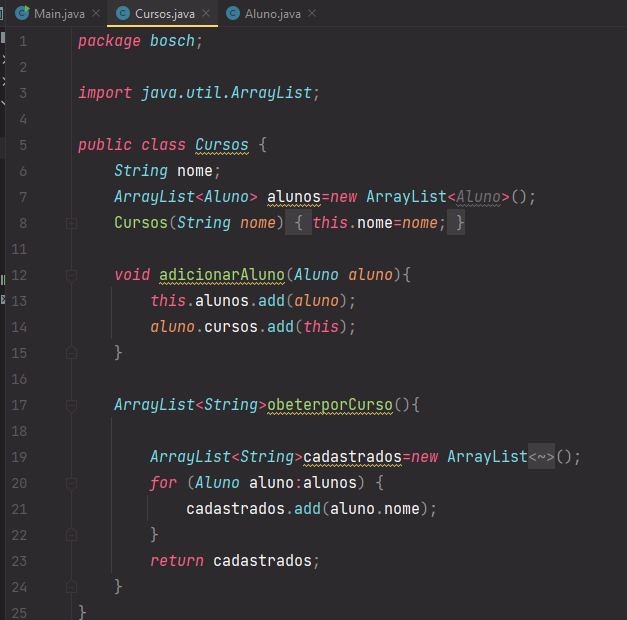 Main.java × Cursos.java × Aluno.java ×
1 package bosch;
2
3 import java.util.ArrayList;
4
5 public class Cursos {
6 String nome;
7 ArrayList<Aluno> alunos=new ArrayList<Aluno>();
8 Cursos(String nome) { this.nome=nome; }
11
12 void adicionarAluno(Aluno aluno){
13 this.alunos.add(aluno);
14 aluno.cursos.add(this);
15 }
16
17 ArrayList<String>obeterporCurso(){
18
19 ArrayList<String>cadastrados=new ArrayList<~>();
20 for (Aluno aluno:alunos) {
21 cadastrados.add(aluno.nome);
22 }
23 return cadastrados;
24 }
25 }